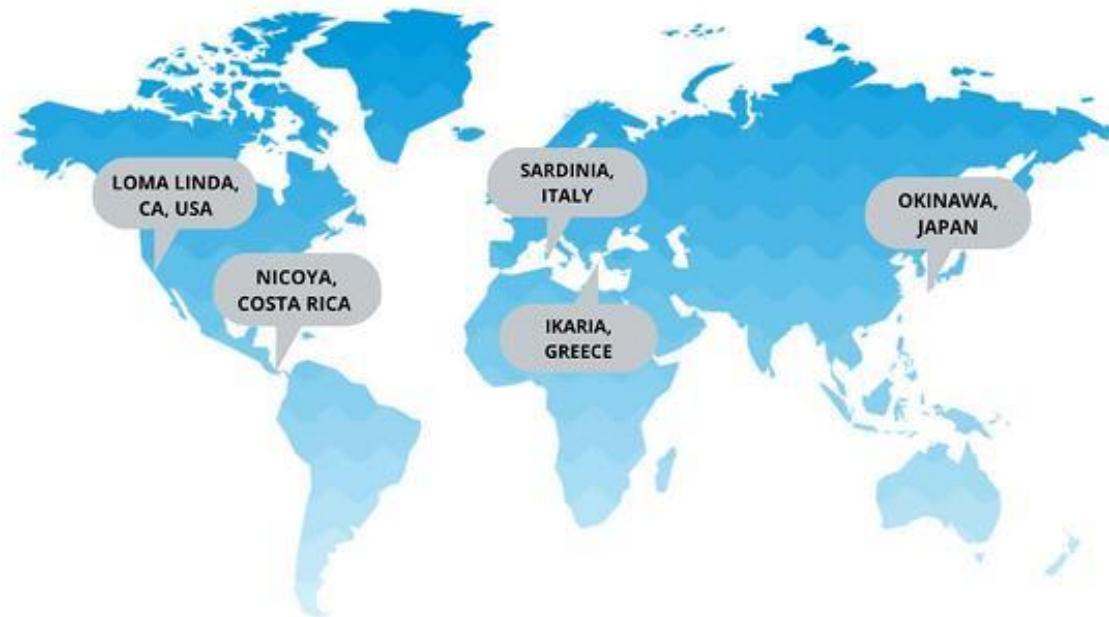 LOMA LINDA,
CA, USA
NICOYA,
COSTA RICA
SARDINIA,
ITALY
IKARIA,
GREECE
OKINAWA,
JAPAN